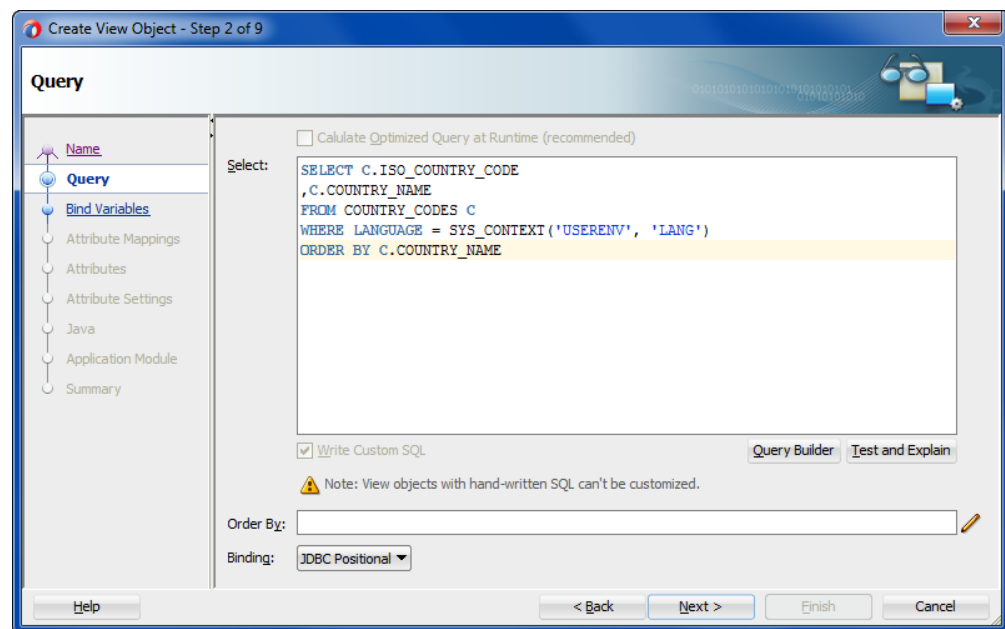 Create View Object - Step 2 of 9
Query
Name
Query
Bind Variables
Attribute Mappings
Attributes
Attribute Settings
Java
Application Module
Summary
Calulate Optimized Query at Runtime (recommended)
Select:
SELECT C.ISO_COUNTRY_CODE
,C.COUNTRY_NAME
FROM COUNTRY_CODES C
WHERE LANGUAGE = SYS_CONTEXT('USERENV', 'LANG')
ORDER BY C.COUNTRY_NAME
Write Custom SQL
Query Builder Test and Explain
Note: View objects with hand-written SQL can't be customized.
Order By:
Binding: JDBC Positional
Help < Back Next > Finish Cancel